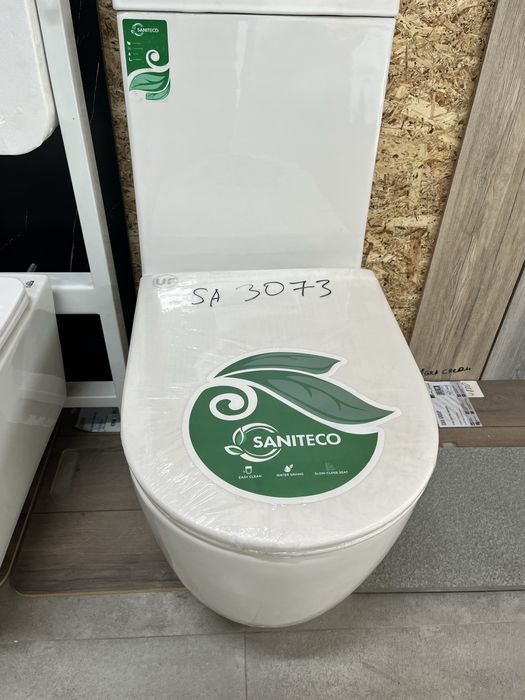 SANITECO
UF
SA 3073
SANITECO
EASY CLEAN
WATER SAVING
SLOW-CLOSE SEAT